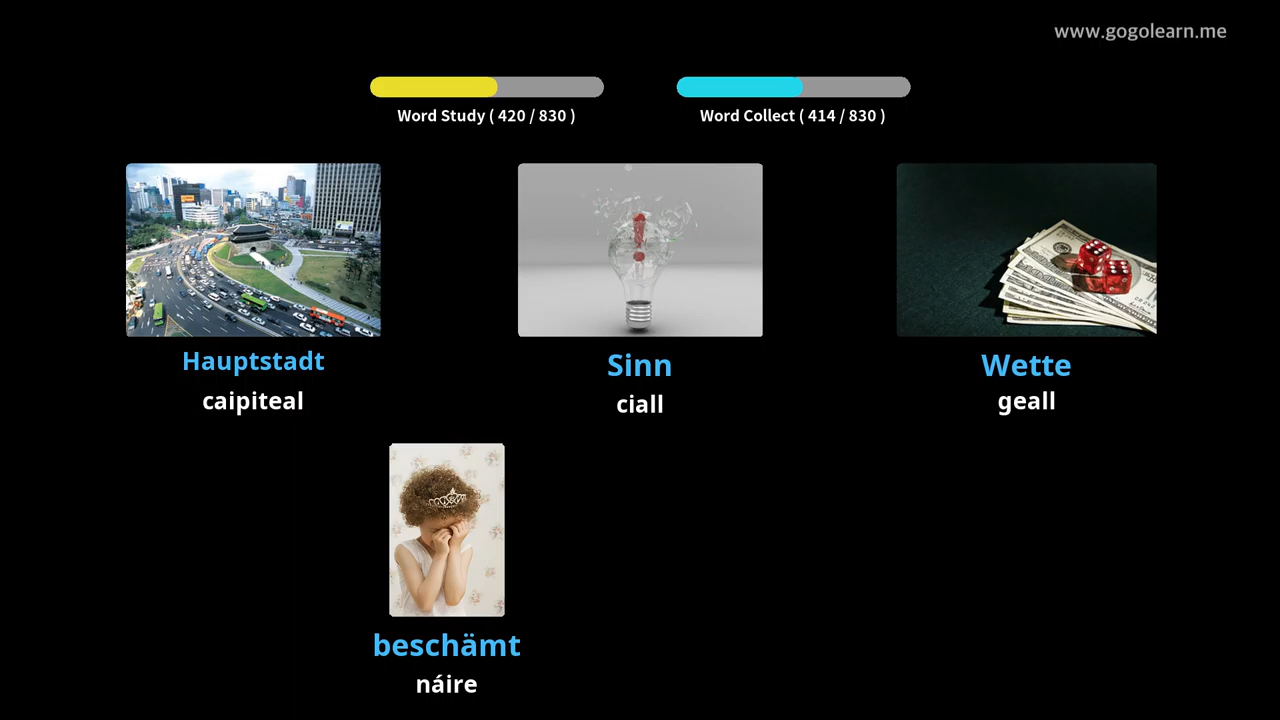 www.gogolearn.me
Word Study ( 420 / 830 )
Word Collect ( 414 / 830 )
Hauptstadt
caipiteal
Sinn
ciall
Wette
geall
beschämt
náire